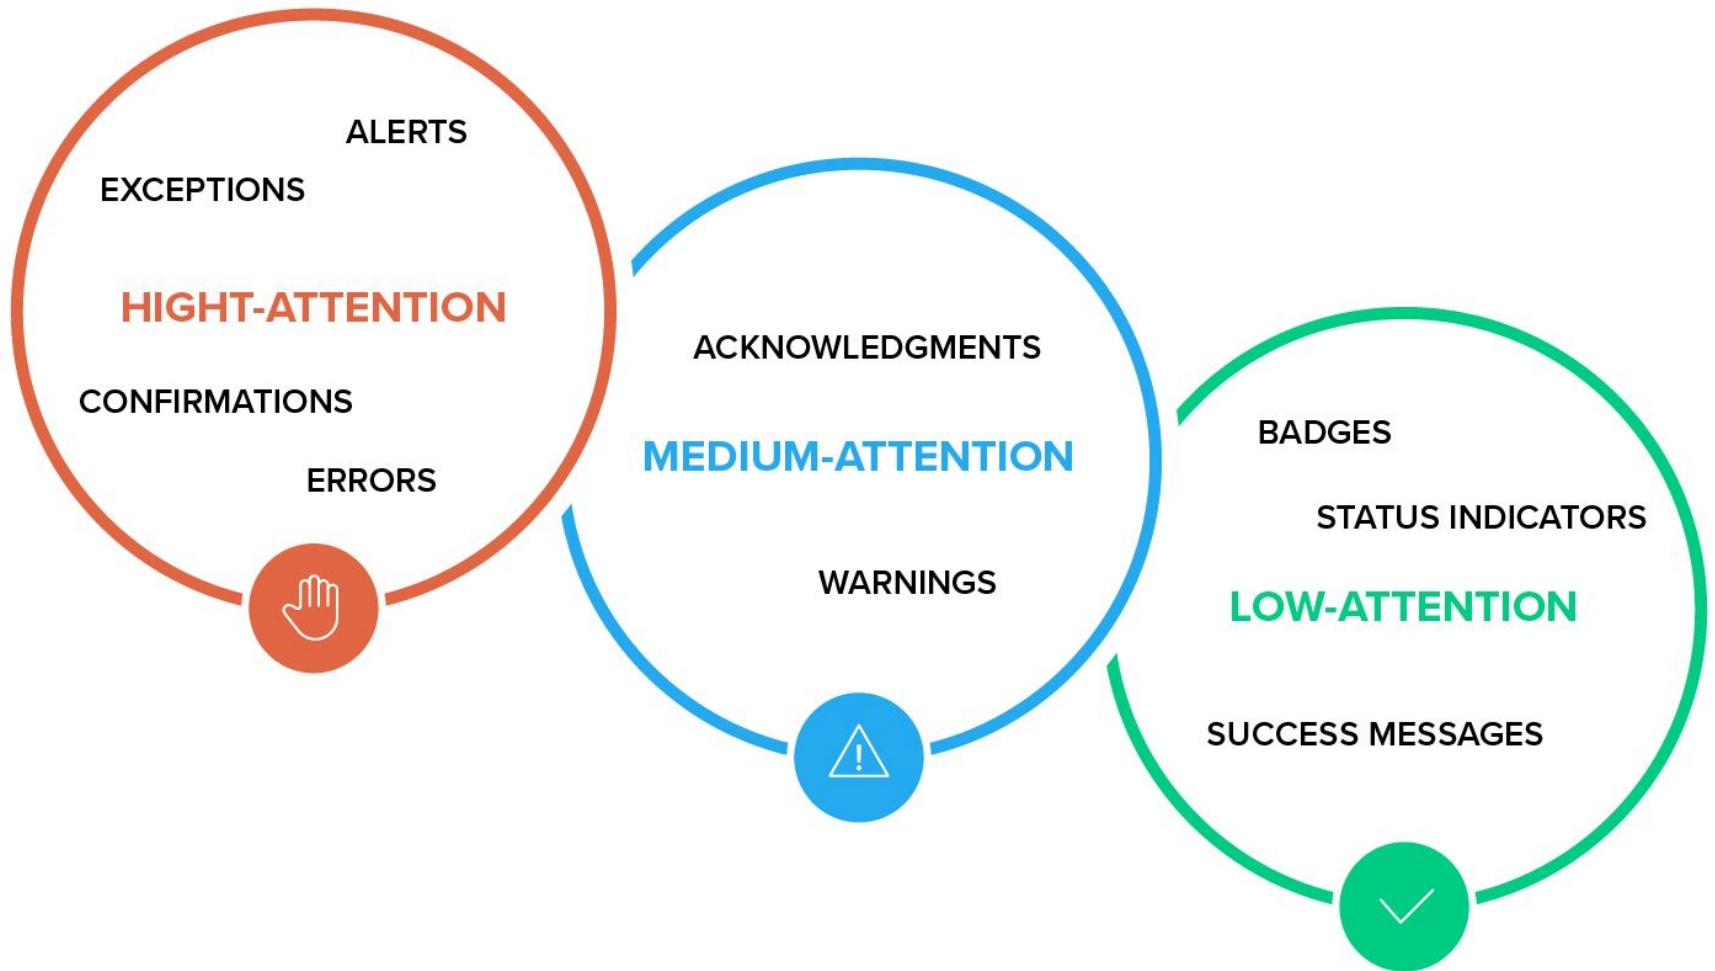 ALERTS
EXCEPTIONS
HIGHT-ATTENTION
CONFIRMATIONS
ERRORS
ACKNOWLEDGMENTS
MEDIUM-ATTENTION
WARNINGS
BADGES
STATUS INDICATORS
LOW-ATTENTION
SUCCESS MESSAGES